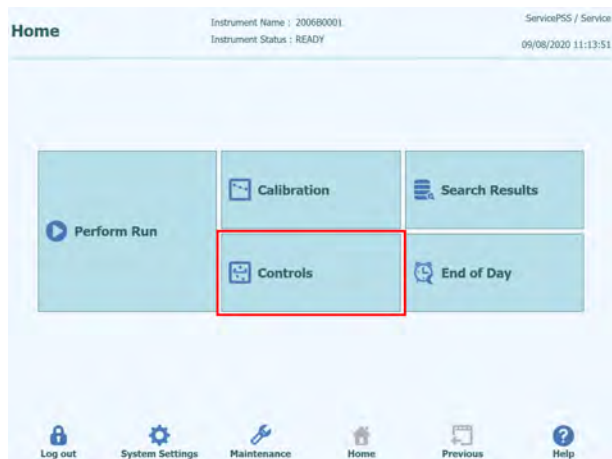 Home
Instrument Name : 2006B0001
Instrument Status : READY
ServicePSS / Service
09/08/2020 11:13:51
Perform Run
Calibration
Search Results
Controls
End of Day
Log out
System Settings
Maintenance
Home
Previous
Help